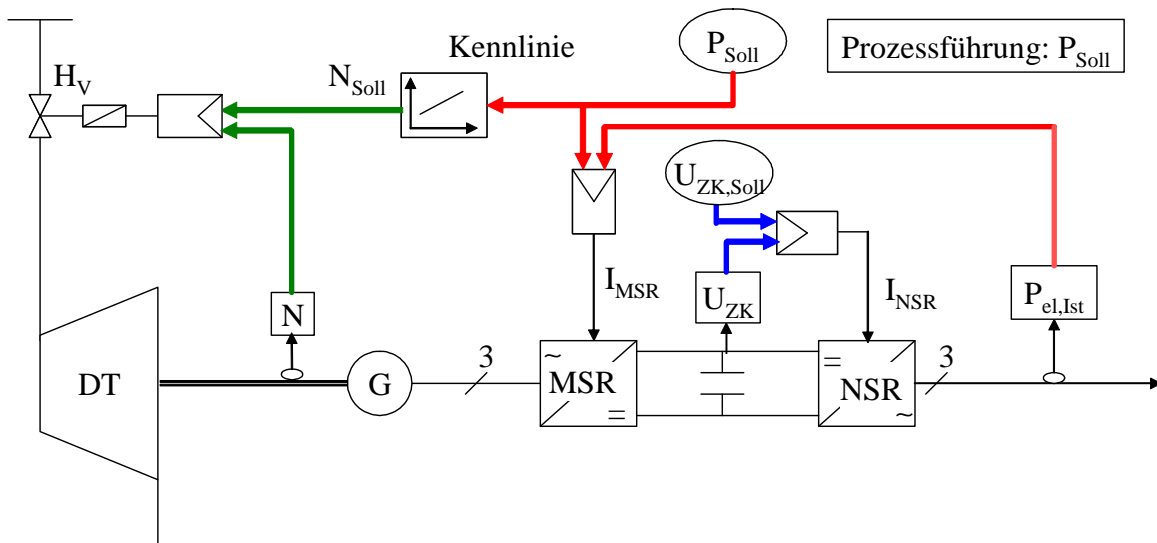 Kennlinie
P_Soll
Prozessführung: P_Soll
H_V
N_Soll
U_ZK,Soll
I_MSR
U_ZK
I_NSR
P_el,Ist
N
3
3
DT
G
~
MSR
=
=
NSR
~